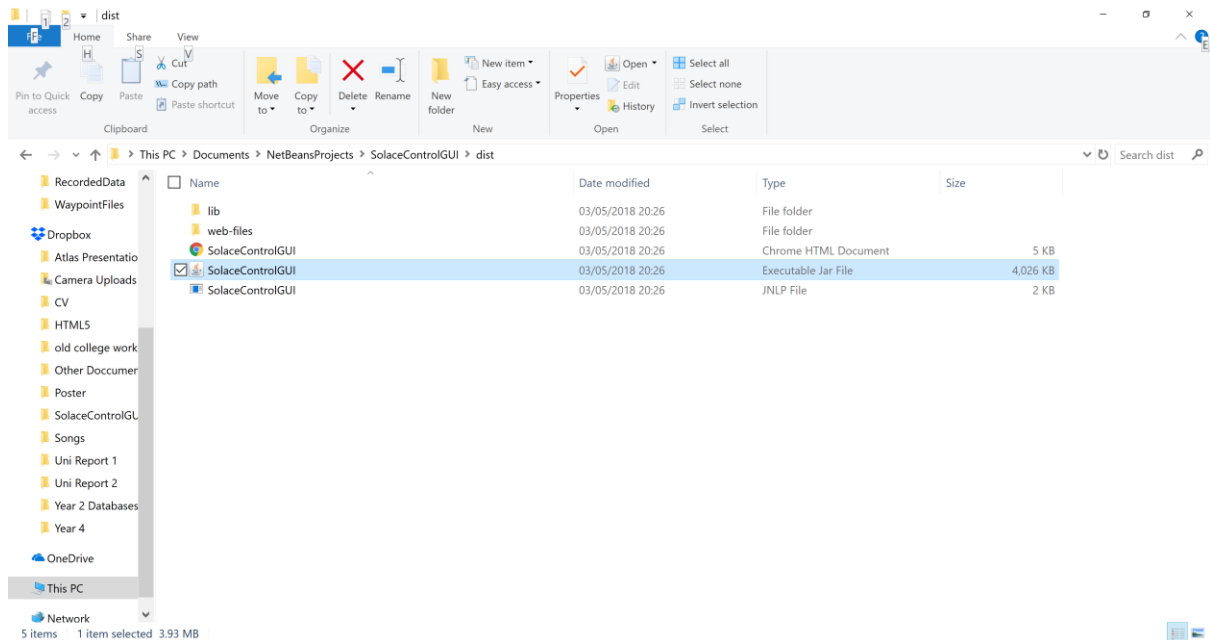 1 2 dist
F File Home Share View
H S V E
Cut
Copy path
Paste shortcut
Pin to Quick access Copy Paste
Move to Copy to Delete Rename
New folder
New item
Easy access
Properties
Open
Edit
History
Select all
Select none
Invert selection
Clipboard Organize New Open Select
This PC > Documents > NetBeansProjects > SolaceControlGUI > dist
Search dist
Name Date modified Type Size
lib 03/05/2018 20:26 File folder
web-files 03/05/2018 20:26 File folder
SolaceControlGUI 03/05/2018 20:26 Chrome HTML Document 5 KB
SolaceControlGUI 03/05/2018 20:26 Executable Jar File 4,026 KB
SolaceControlGUI 03/05/2018 20:26 JNLP File 2 KB
RecordedData
WaypointFiles
Dropbox
Atlas Presentatio
Camera Uploads
CV
HTML5
old college work
Other Doccumer
Poster
SolaceControlGU
Songs
Uni Report 1
Uni Report 2
Year 2 Databases
Year 4
OneDrive
This PC
Network
5 items 1 item selected 3.93 MB